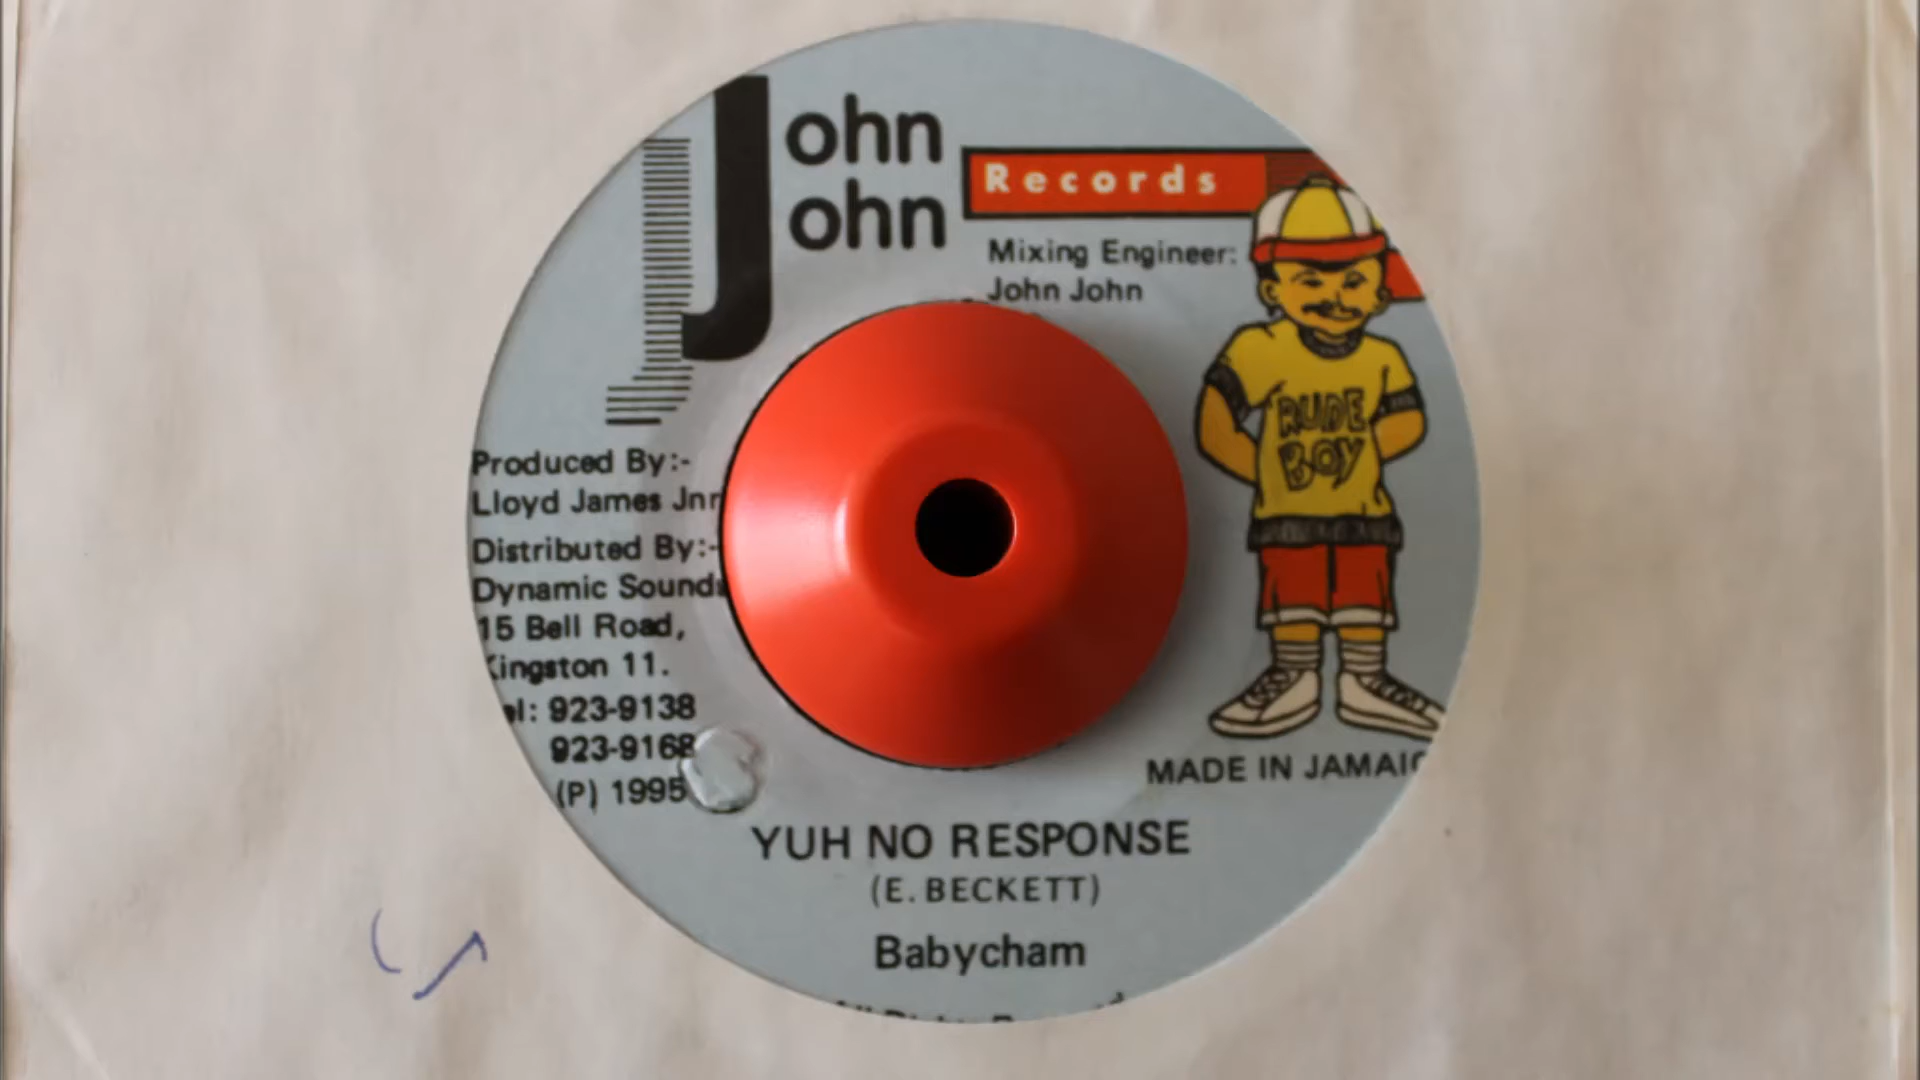 John
John
Records
Mixing Engineer:
John John
RUDE
BOY
Produced By:-
Lloyd James Jnr
Distributed By:-
Dynamic Sounds
15 Bell Road,
Kingston 11.
Tel: 923-9138
923-9168
(P) 1995
MADE IN JAMAIC
YUH NO RESPONSE
(E. BECKETT)
Babycham